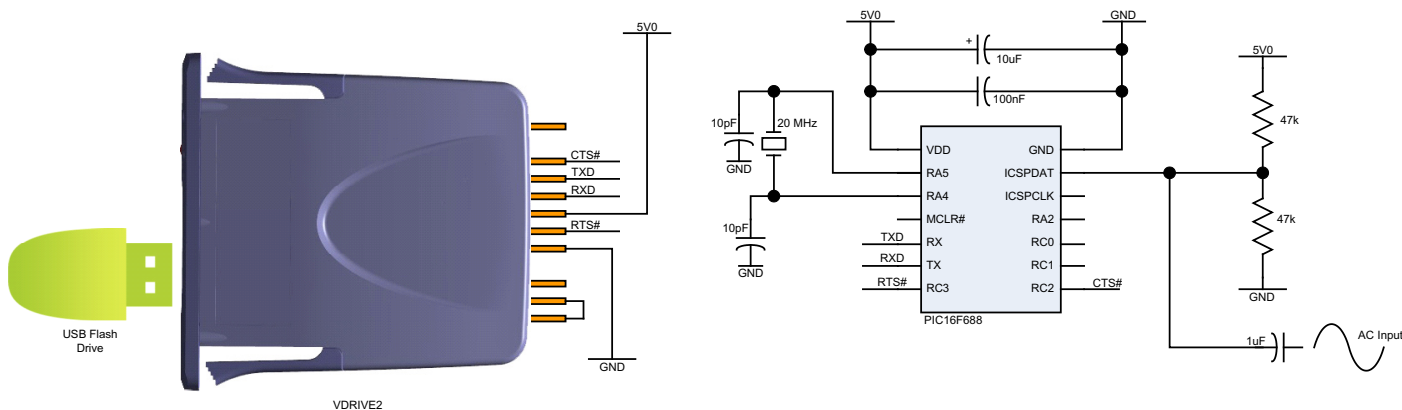 USB Flash
Drive
VDRIVE2
CTS#
TXD
RXD
RTS#
5V0
GND
5V0
GND
+
10uF
100nF
10pF
20 MHz
GND
10pF
GND
VDD
RA5
RA4
MCLR#
RX
TX
RC3
GND
ICSPDAT
ICSPCLK
RA2
RC0
RC1
RC2
TXD
RXD
RTS#
CTS#
PIC16F688
5V0
47k
47k
GND
1uF
AC Input